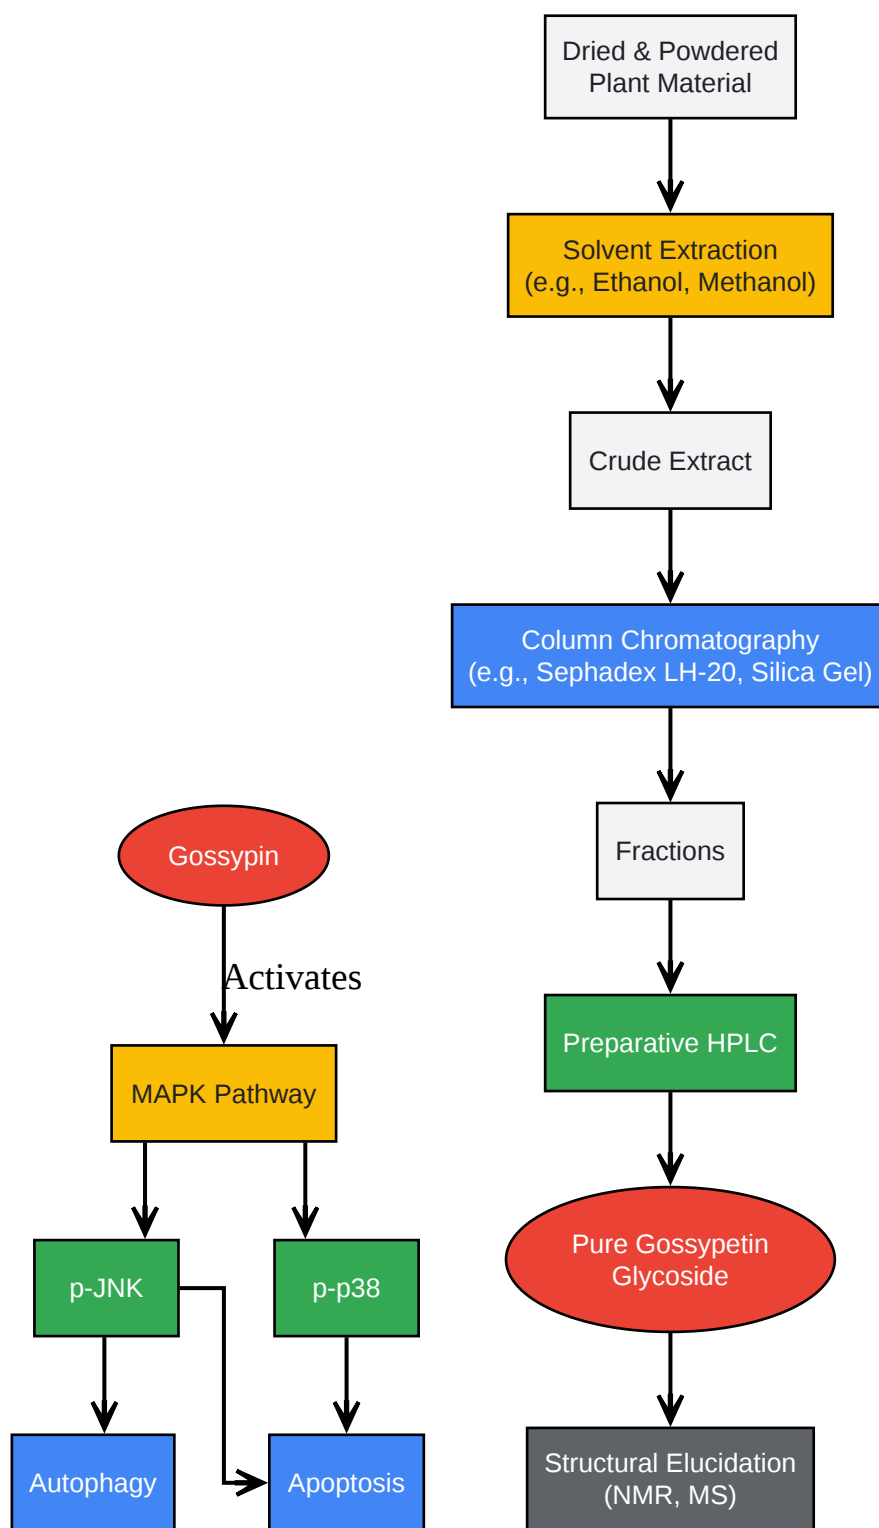 Dried & Powdered
Plant Material
Solvent Extraction
(e.g., Ethanol, Methanol)
Crude Extract
Column Chromatography
(e.g., Sephadex LH-20, Silica Gel)
Fractions
Preparative HPLC
Pure Gossypetin
Glycoside
Structural Elucidation
(NMR, MS)
Gossypin
Activates
MAPK Pathway
p-JNK
p-p38
Autophagy
Apoptosis